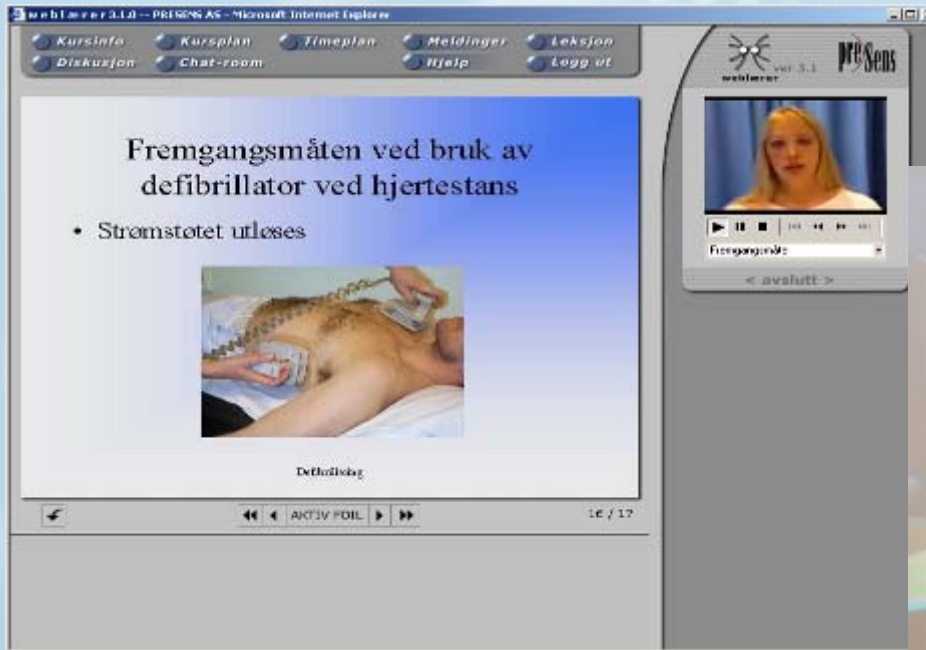 weblærer 3.1.0 -- PRESENS AS - Microsoft Internet Explorer
Kursinfo Kursplan Timeplan Meldinger Leksjon
Diskusjon Chat-room Hjelp Logg ut
Fremgangsmåten ved bruk av
defibrillator ved hjertestans
• Strømstøtet utløses
Defibrillering
AKTIV FOIL
16 / 17
weblærer ver 3.1 preSens
Fremgangsmåte
< avslutt >